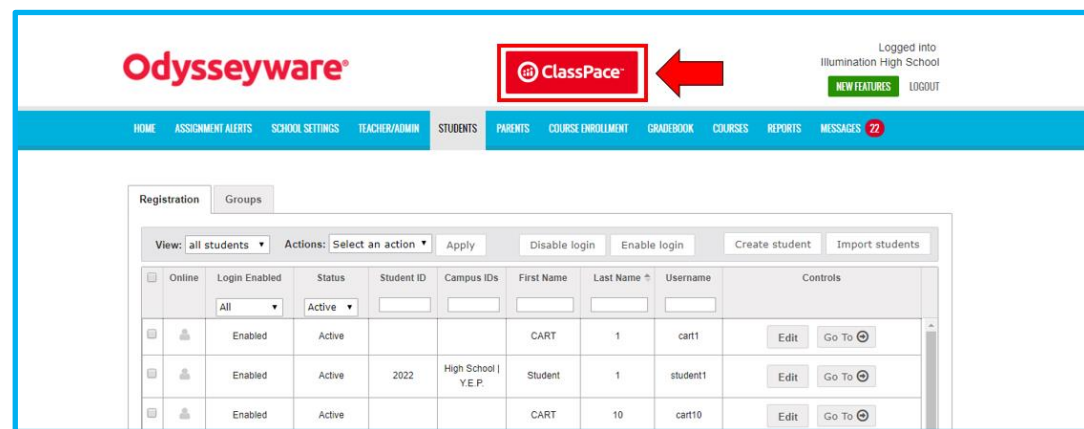 Odysseyware®
ClassPace™
Logged into
Illumination High School
NEW FEATURES LOGOUT
HOME ASSIGNMENT ALERTS SCHOOL SETTINGS TEACHER/ADMIN STUDENTS PARENTS COURSE ENROLLMENT GRADEBOOK COURSES REPORTS MESSAGES 22
Registration Groups
View: all students Actions: Select an action Apply Disable login Enable login Create student Import students
Online Login Enabled Status Student ID Campus IDs First Name Last Name Username Controls
All Active
Enabled Active CART 1 cart1 Edit Go To
Enabled Active 2022 High School | Y.E.P. Student 1 student1 Edit Go To
Enabled Active CART 10 cart10 Edit Go To